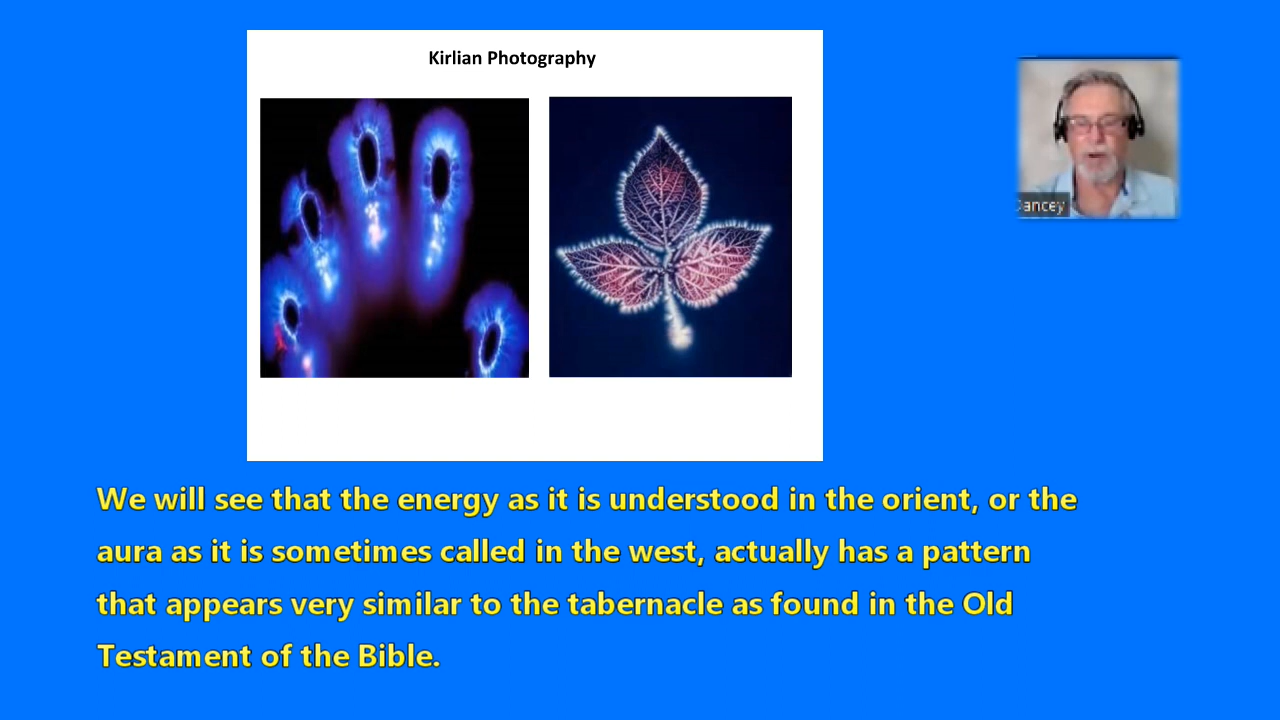 Kirlian Photography
ancey
We will see that the energy as it is understood in the orient, or the
aura as it is sometimes called in the west, actually has a pattern
that appears very similar to the tabernacle as found in the Old
Testament of the Bible.